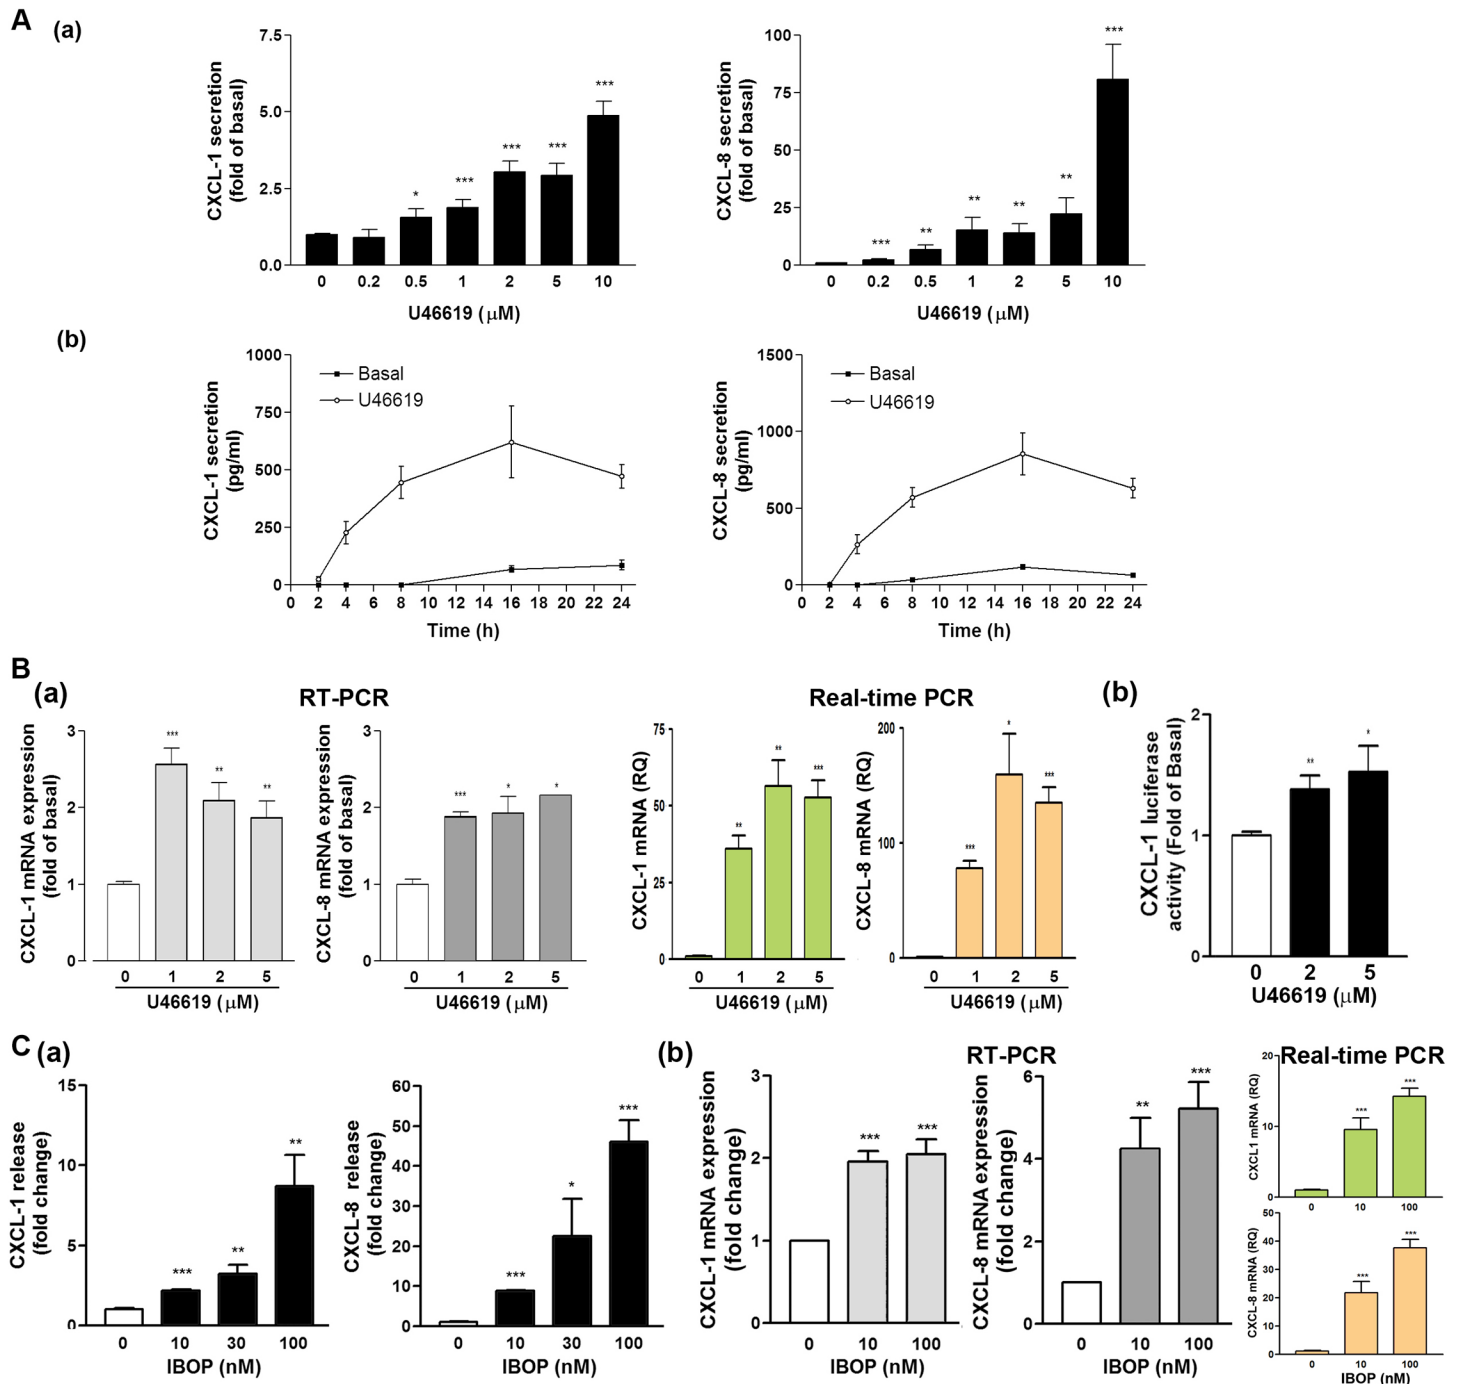 A (a)
7.5
5.0
2.5
0.0
CXCL-1 secretion
(fold of basal)
*
***
***
***
***
0 0.2 0.5 1 2 5 10
U46619 (μM)
100
75
50
25
0
CXCL-8 secretion
(fold of basal)
***
**
**
**
**
***
0 0.2 0.5 1 2 5 10
U46619 (μM)
(b)
1000
750
500
250
0
CXCL-1 secretion
(pg/ml)
Basal
U46619
0 2 4 6 8 10 12 14 16 18 20 22 24
Time (h)
1500
1000
500
0
CXCL-8 secretion
(pg/ml)
Basal
U46619
0 2 4 6 8 10 12 14 16 18 20 22 24
Time (h)
B
(a)
RT-PCR
3
2
1
0
CXCL-1 mRNA expression
(fold of basal)
***
**
**
0 1 2 5
U46619 (μM)
3
2
1
0
CXCL-8 mRNA expression
(fold of basal)
***
*
*
0 1 2 5
U46619 (μM)
Real-time PCR
75
50
25
0
CXCL-1 mRNA (RQ)
**
**
***
0 1 2 5
U46619 (μM)
200
100
0
CXCL-8 mRNA (RQ)
***
*
***
0 1 2 5
U46619 (μM)
(b)
2
1
0
CXCL-1 luciferase
activity (Fold of Basal)
**
*
0 2 5
U46619 (μM)
C (a)
15
10
5
0
CXCL-1 release
(fold change)
***
**
**
0 10 30 100
IBOP (nM)
60
50
40
30
20
10
0
CXCL-8 release
(fold change)
***
*
***
0 10 30 100
IBOP (nM)
(b)
RT-PCR
3
2
1
0
CXCL-1 mRNA expression
(fold change)
***
***
0 10 100
IBOP (nM)
6
4
2
0
CXCL-8 mRNA expression
(fold change)
**
***
0 10 100
IBOP (nM)
Real-time PCR
20
10
0
CXCL1 mRNA (RQ)
***
***
0 10 100
50
40
30
20
10
0
CXCL-8 mRNA (RQ)
***
***
0 10 100
IBOP (nM)